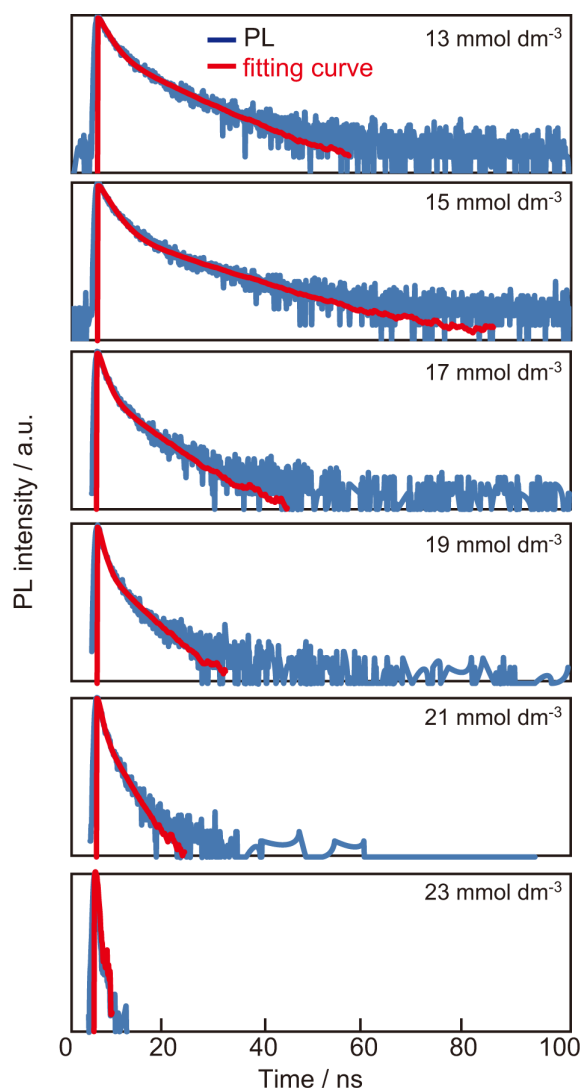 PL
fitting curve
13 mmol dm-3
15 mmol dm-3
17 mmol dm-3
19 mmol dm-3
21 mmol dm-3
23 mmol dm-3
PL intensity / a.u.
0 20 40 60 80 100
Time / ns